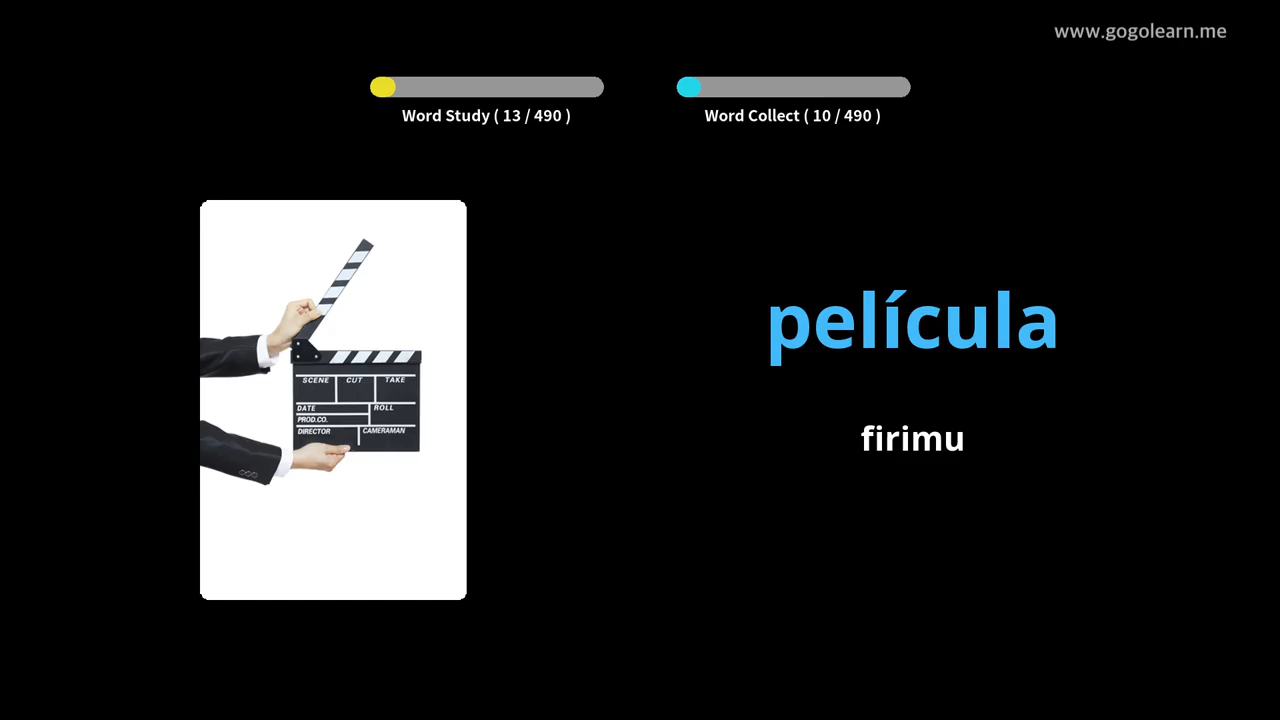 www.gogolearn.me
Word Study ( 13 / 490 )
Word Collect ( 10 / 490 )
SCENE CUT TAKE
DATE ROLL
PROD.CO.
DIRECTOR CAMERAMAN
película
firimu